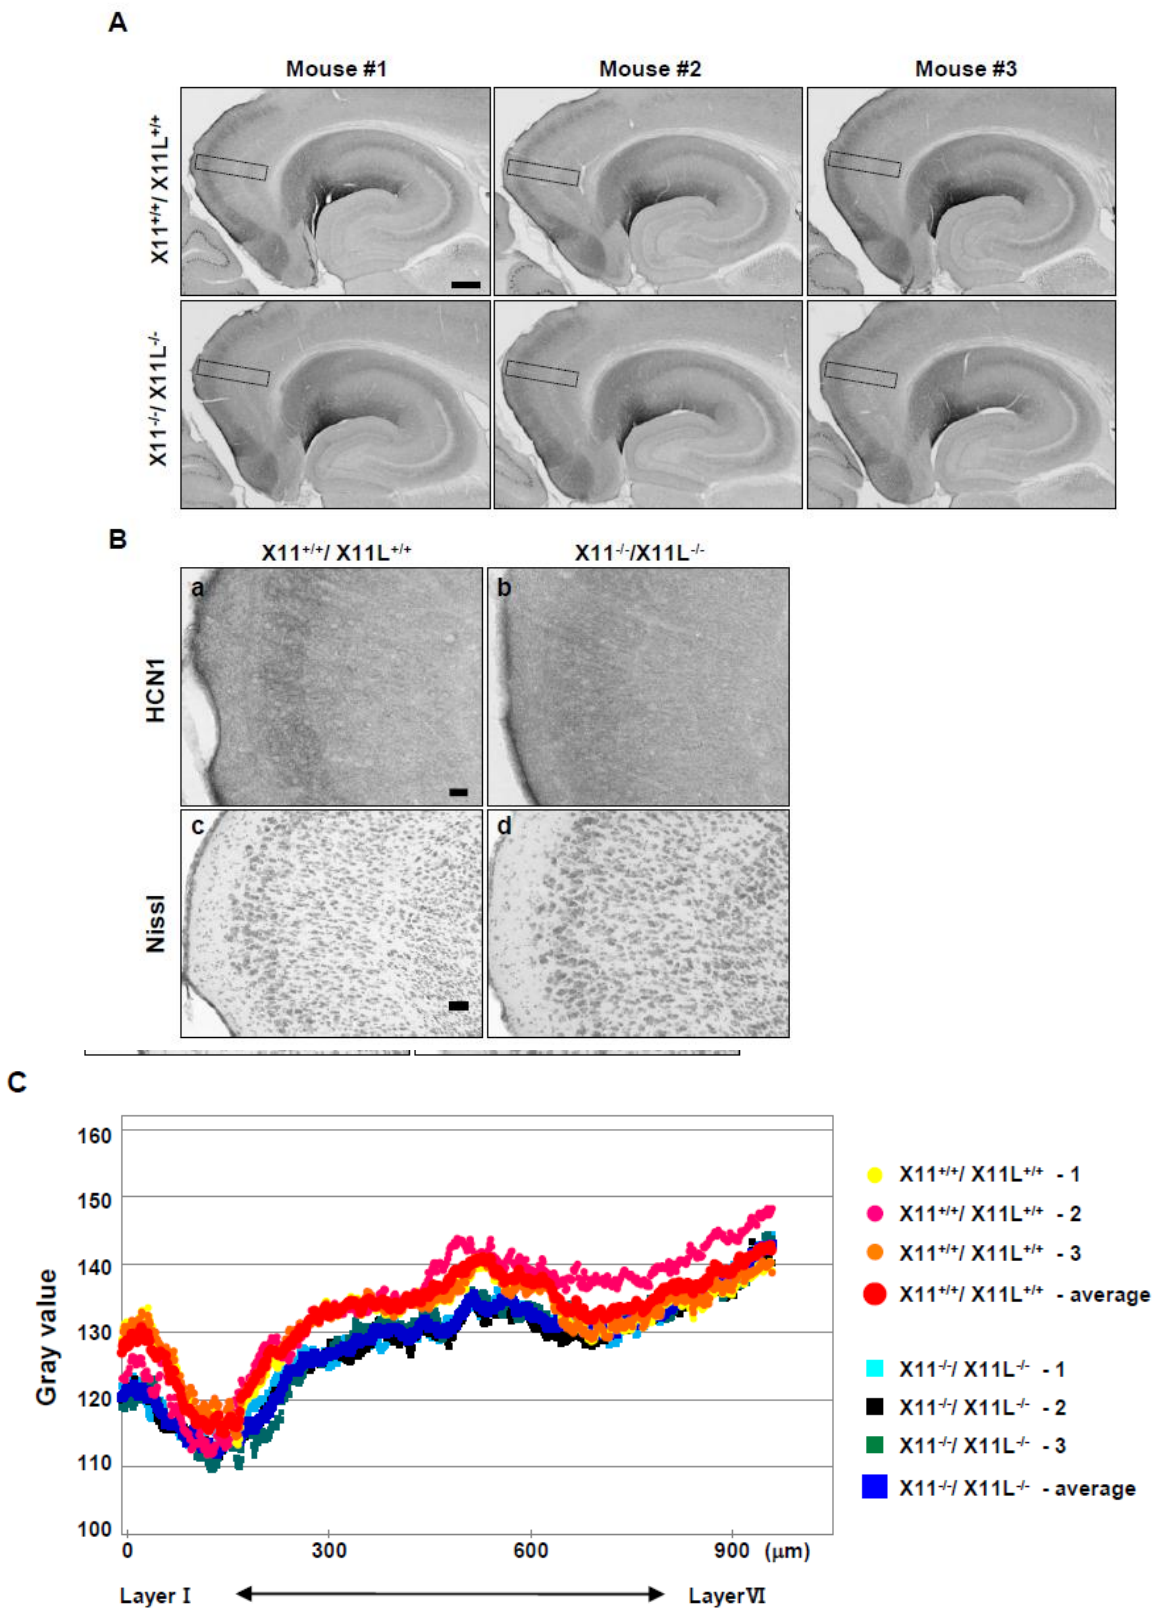 A
Mouse #1 Mouse #2 Mouse #3
X11+/+/ X11L+/+
X11-/-/ X11L-/-
B
X11+/+/ X11L+/+ X11-/-/X11L-/-
a b
HCN1
c d
Nissl
C
Gray value
160
150
140
130
120
110
100
0 300 600 900 (μm)
Layer Ⅰ LayerⅥ
X11+/+/ X11L+/+ - 1
X11+/+/ X11L+/+ - 2
X11+/+/ X11L+/+ - 3
X11+/+/ X11L+/+ - average
X11-/-/ X11L-/- - 1
X11-/-/ X11L-/- - 2
X11-/-/ X11L-/- - 3
X11-/-/ X11L-/- - average